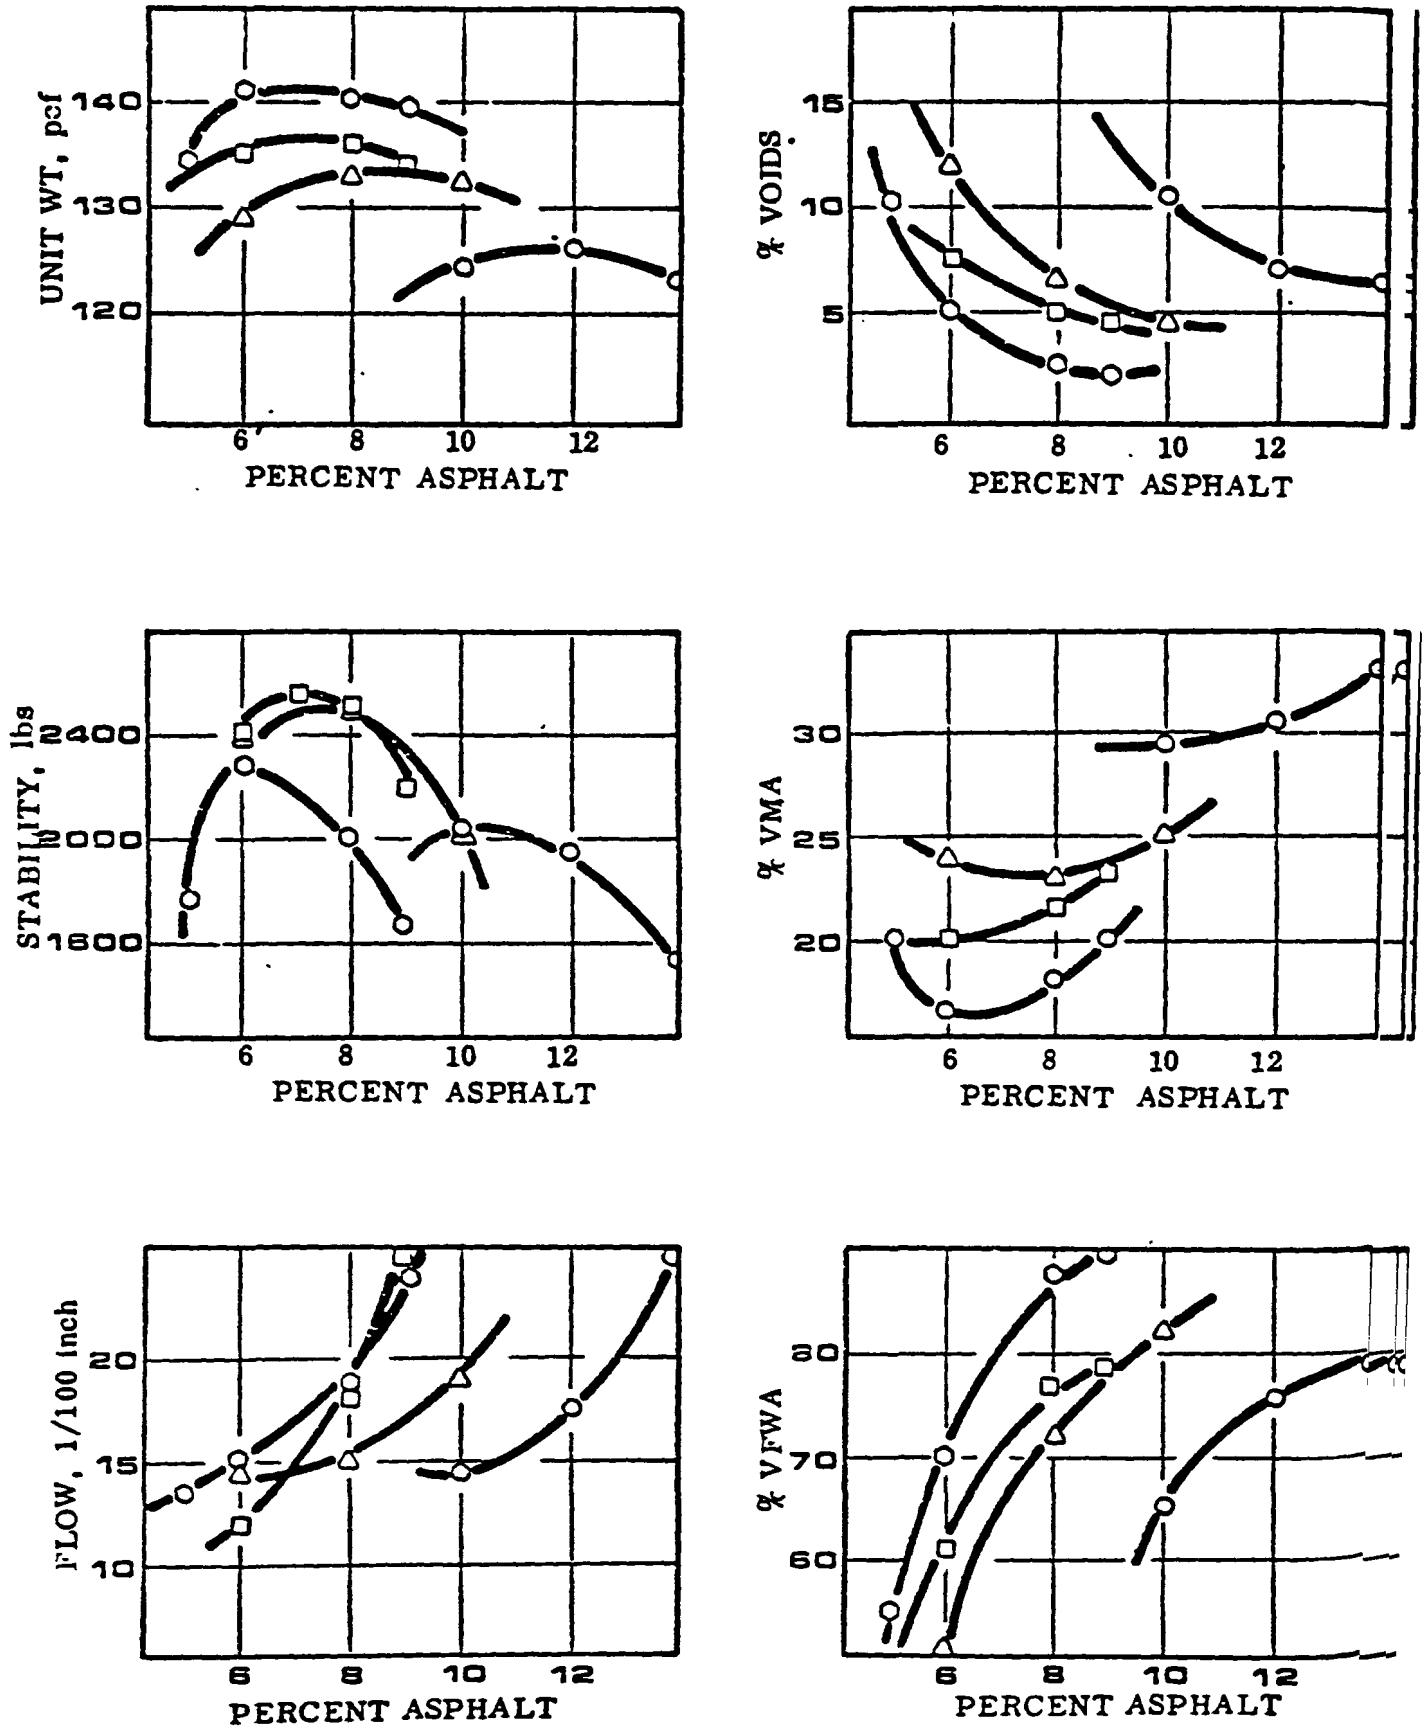 UNIT WT, pcf
140
130
120
6 8 10 12
PERCENT ASPHALT
% VOIDS
15
10
5
6 8 10 12
PERCENT ASPHALT
STABILITY, lbs
2400
2000
1600
6 8 10 12
PERCENT ASPHALT
% VMA
30
25
20
6 8 10 12
PERCENT ASPHALT
FLOW, 1/100 inch
20
15
10
6 8 10 12
PERCENT ASPHALT
% VFWA
80
70
60
6 8 10 12
PERCENT ASPHALT